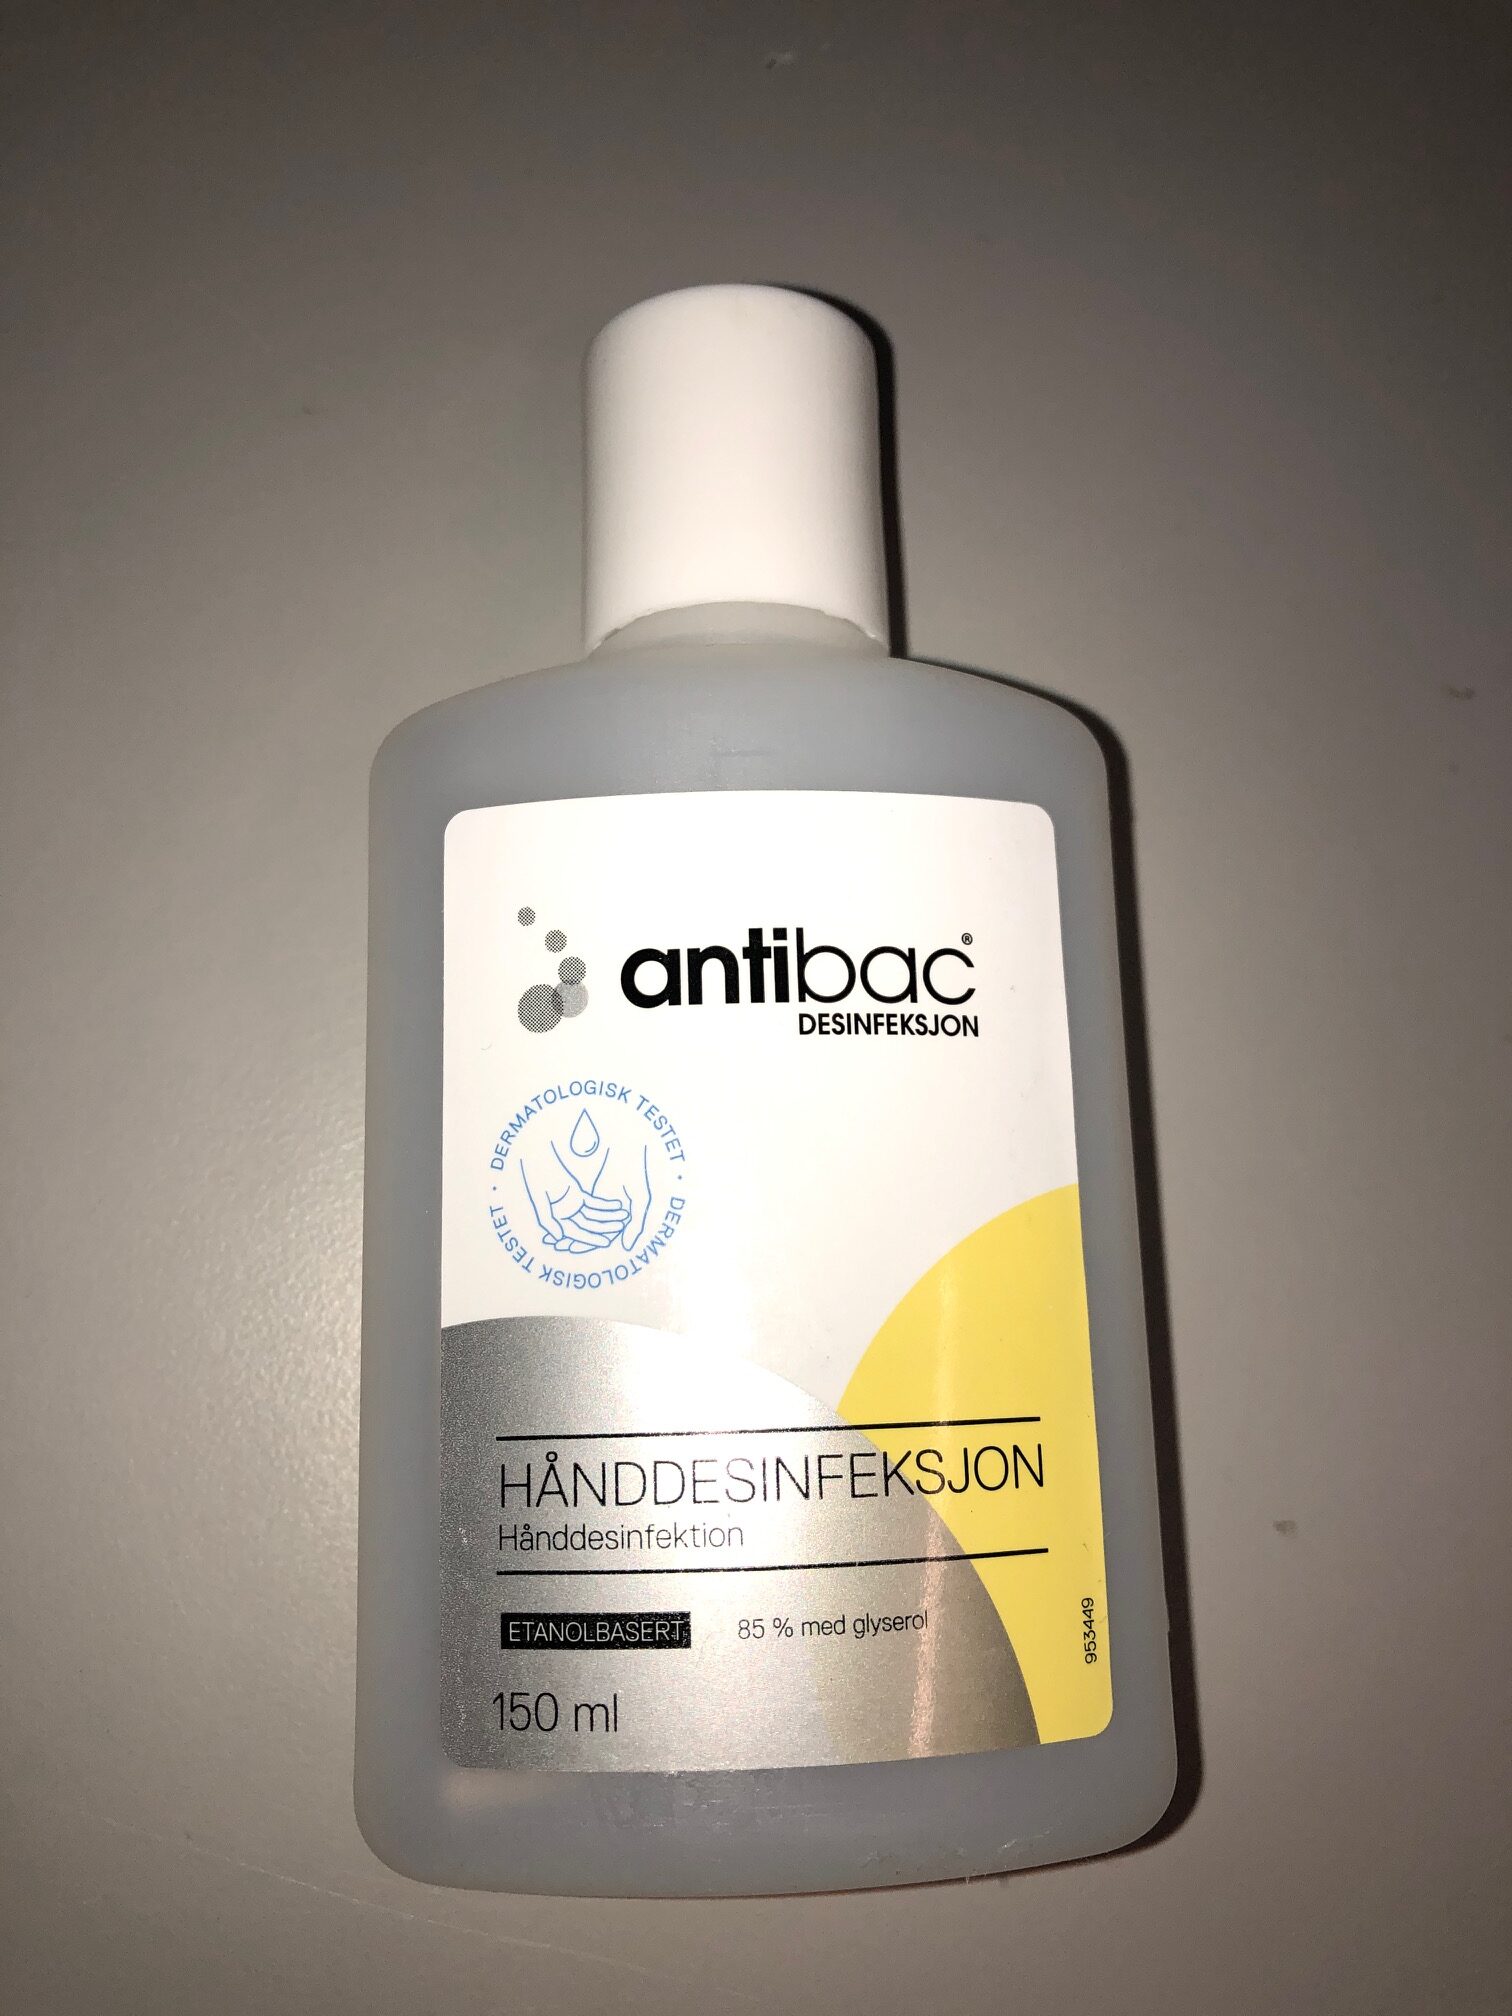 antibac®
DESINFEKSJON
DERMATOLOGISK TESTET · DERMATOLOGISK TESTET ·
HÅNDDESINFEKSJON
Hånddesinfektion
ETANOLBASERT 85 % med glyserol
150 ml
953449